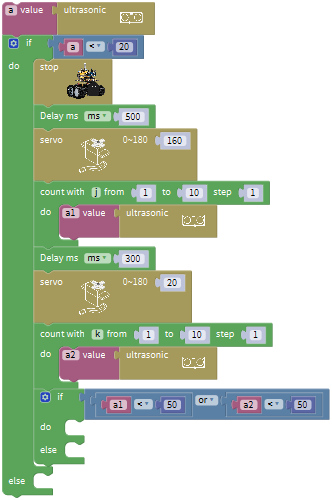 a value ultrasonic
if a < 20
do stop
Delay ms ms 500
servo 0~180 160
count with j from 1 to 10 step 1
do a1 value ultrasonic
Delay ms ms 300
servo 0~180 20
count with k from 1 to 10 step 1
do a2 value ultrasonic
if a1 < 50 or a2 < 50
do
else
else